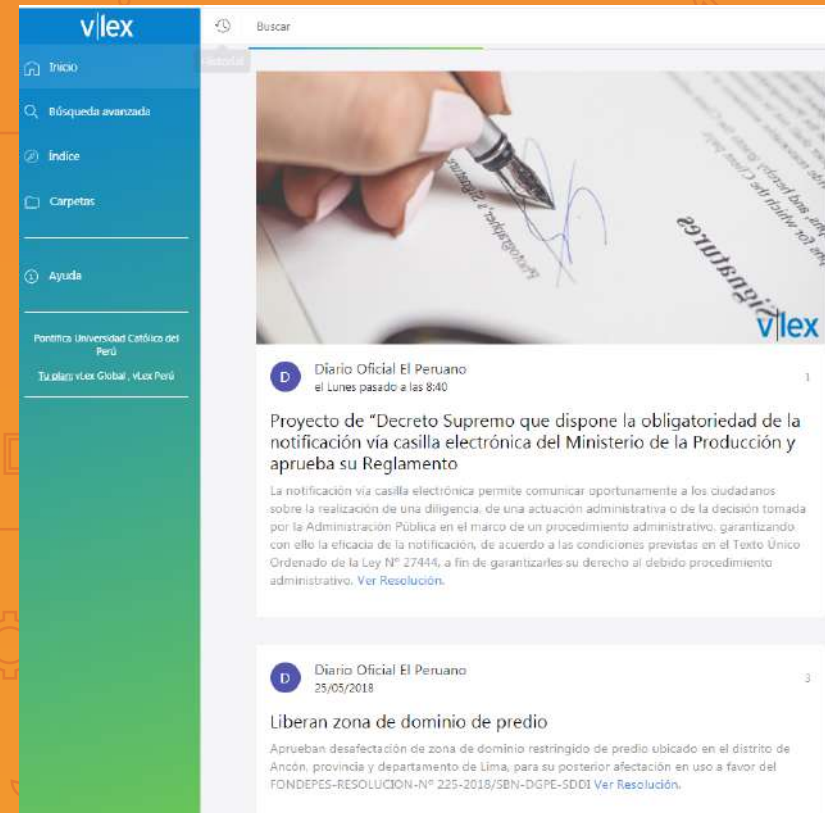 v|lex
Buscar
Historial
Inicio
Búsqueda avanzada
Índice
Carpetas
Ayuda
Pontificia Universidad Católica del
Perú
Tu plan: vLex Global , vLex Perú
Signatures
v|lex
D
Diario Oficial El Peruano
el Lunes pasado a las 8:40
1
Proyecto de “Decreto Supremo que dispone la obligatoriedad de la
notificación vía casilla electrónica del Ministerio de la Producción y
aprueba su Reglamento
La notificación vía casilla electrónica permite comunicar oportunamente a los ciudadanos
sobre la realización de una diligencia, de una actuación administrativa o de la decisión tomada
por la Administración Pública en el marco de un procedimiento administrativo, garantizando
con ello la eficacia de la notificación, de acuerdo a las condiciones previstas en el Texto Único
Ordenado de la Ley Nº 27444, a fin de garantizarles su derecho al debido procedimiento
administrativo. Ver Resolución.
D
Diario Oficial El Peruano
25/05/2018
3
Liberan zona de dominio de predio
Aprueban desafectación de zona de dominio restringido de predio ubicado en el distrito de
Ancón, provincia y departamento de Lima, para su posterior afectación en uso a favor del
FONDEPES-RESOLUCION-Nº 225-2018/SBN-DGPE-SDDI Ver Resolución.